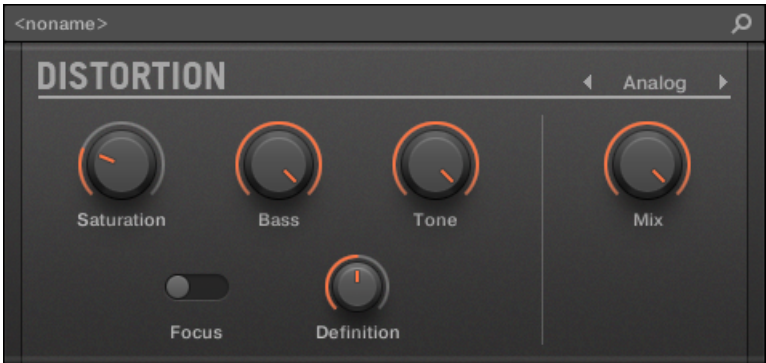 <noname>
DISTORTION
Analog
Saturation Bass Tone Mix
Focus Definition